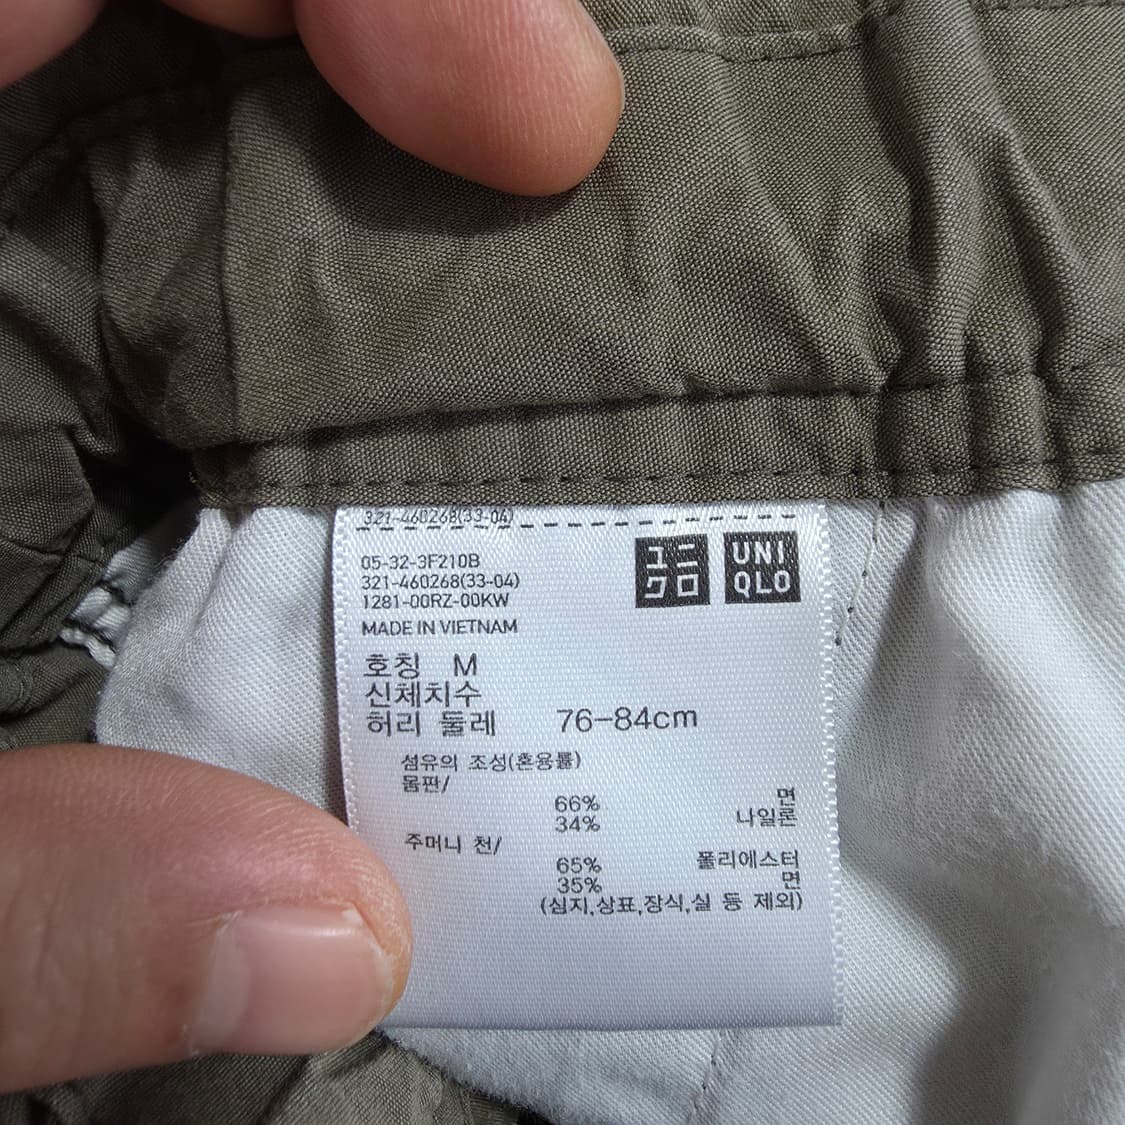 321-460268(33-04)
05-32-3F210B
321-460268(33-04)
1281-00RZ-00KW
MADE IN VIETNAM
ユニ
クロ
UNI
QLO
호칭 M
신체치수
허리 둘레 76-84cm
섬유의 조성(혼용률)
몸판/
66% 면
34% 나일론
주머니 천/
65% 폴리에스터
35% 면
(심지,상표,장식,실 등 제외)